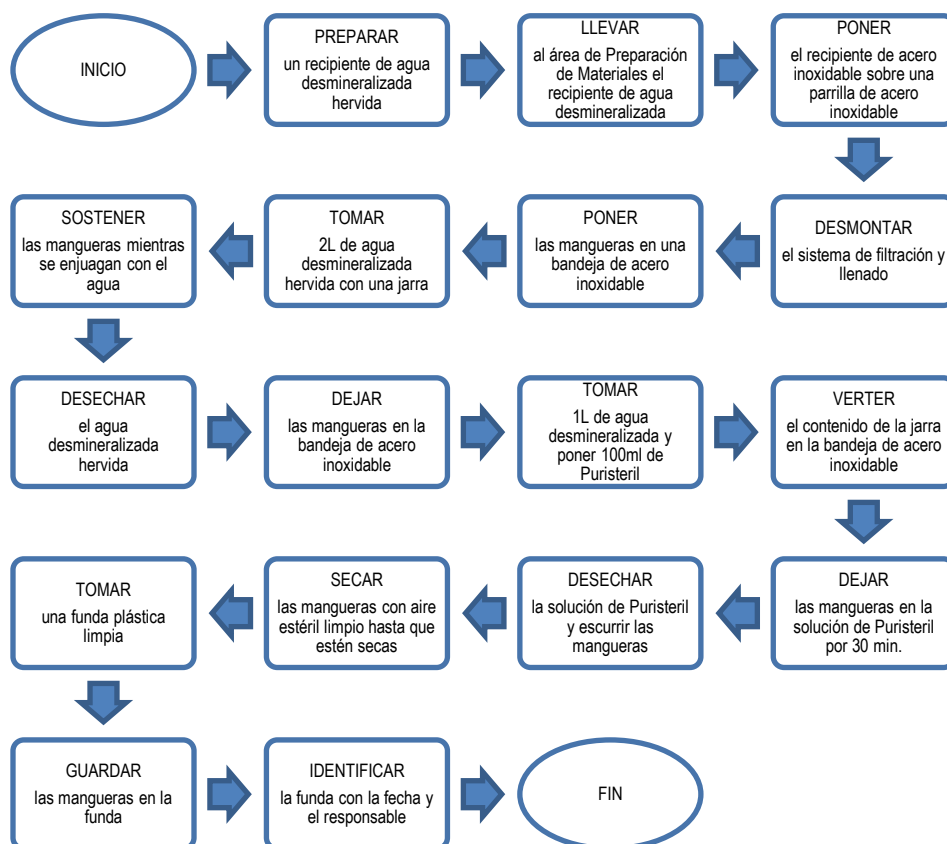 INICIO
PREPARAR
un recipiente de agua
desmineralizada
hervida
LLEVAR
al área de Preparación
de Materiales el
recipiente de agua
desmineralizada
PONER
el recipiente de acero
inoxidable sobre una
parrilla de acero
inoxidable
DESMONTAR
el sistema de filtración y
llenado
PONER
las mangueras en una
bandeja de acero
inoxidable
TOMAR
2L de agua
desmineralizada
hervida con una jarra
SOSTENER
las mangueras mientras
se enjuagan con el
agua
DESECHAR
el agua
desmineralizada
hervida
DEJAR
las mangueras en la
bandeja de acero
inoxidable
TOMAR
1L de agua
desmineralizada y
poner 100ml de
Puristeril
VERTER
el contenido de la jarra
en la bandeja de acero
inoxidable
DEJAR
las mangueras en la
solución de Puristeril
por 30 min.
DESECHAR
la solución de Puristeril
y escurrir las
mangueras
SECAR
las mangueras con aire
estéril limpio hasta que
estén secas
TOMAR
una funda plástica
limpia
GUARDAR
las mangueras en la
funda
IDENTIFICAR
la funda con la fecha y
el responsable
FIN